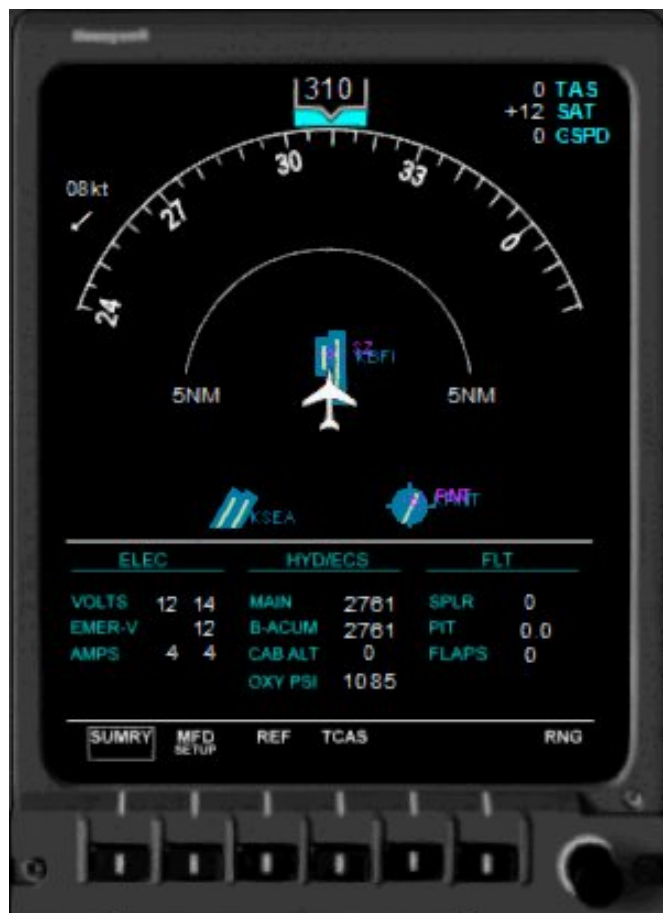 Honeywell
310
0 TAS
+12 SAT
0 GSPD
30
33
08kt
27
0
24
KBFI
5NM 5NM
KSEA
ELEC HYD/ECS FLT
VOLTS 12 14 MAIN 2761 SPLR 0
EMER-V 12 B-ACUM 2761 PIT 0.0
AMPS 4 4 CAB ALT 0 FLAPS 0
OXY PSI 1085
SUMRY MFD REF TCAS RNG
SETUP